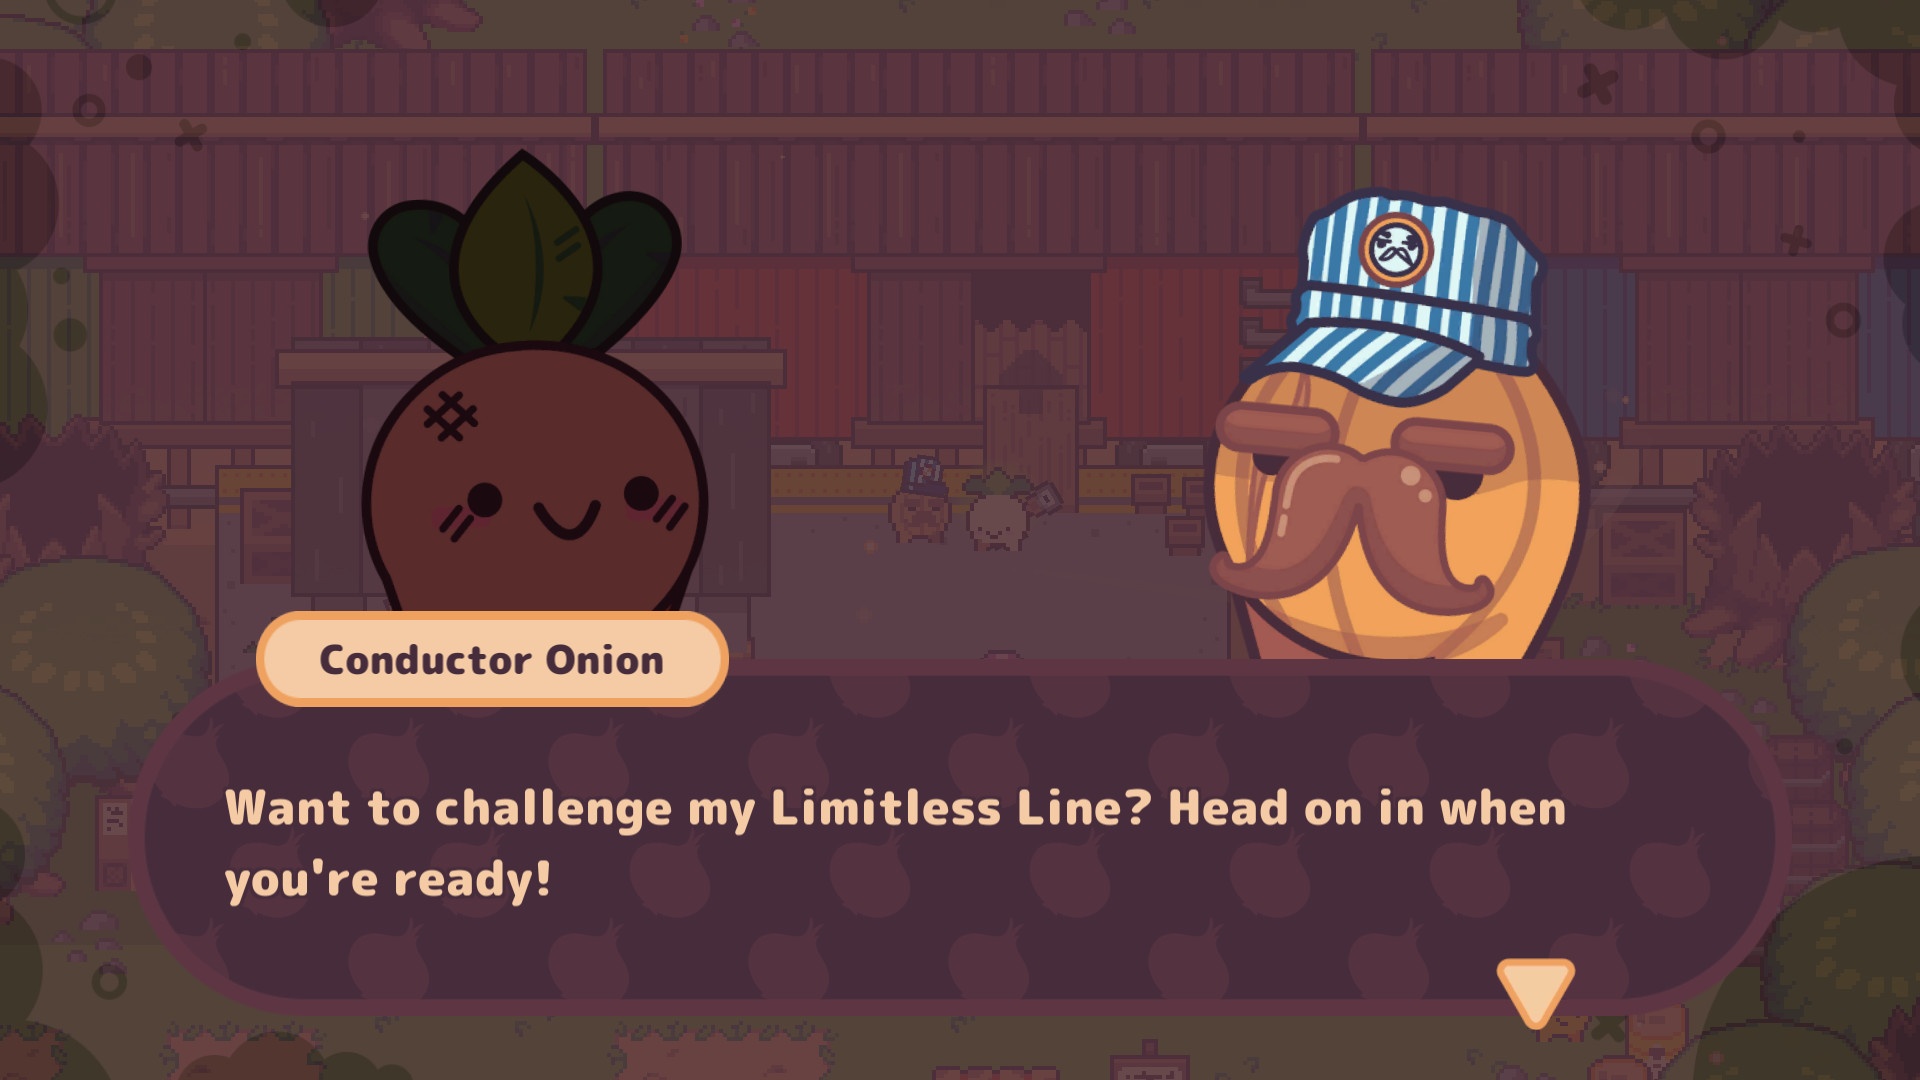 Conductor Onion
Want to challenge my Limitless Line? Head on in when
you're ready!